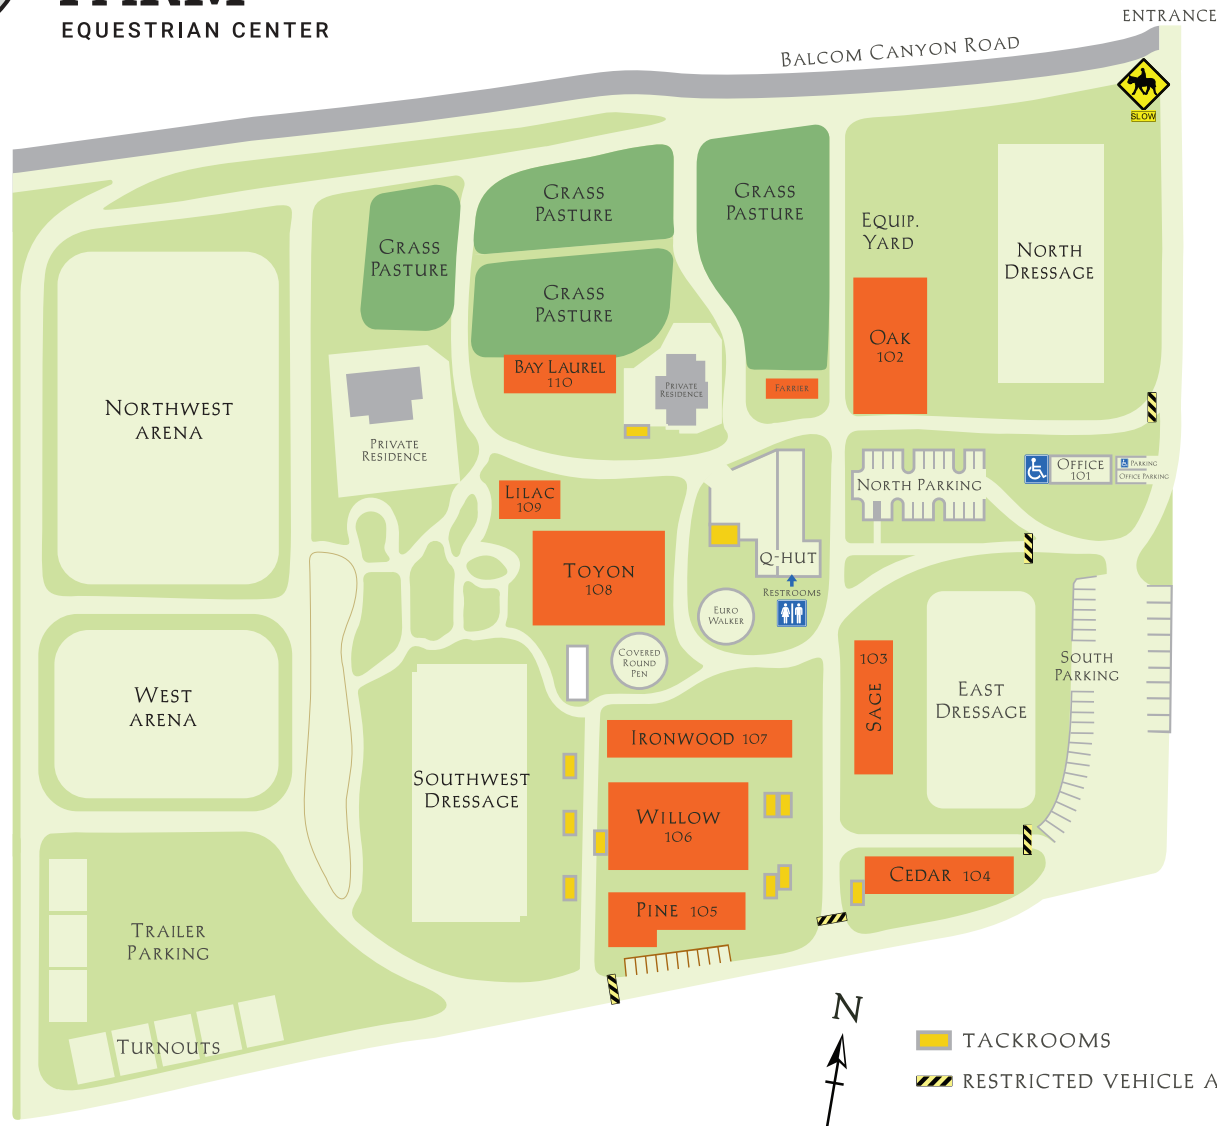 EQUESTRIAN CENTER
ENTRANCE
BALCOM CANYON ROAD
SLOW
GRASS
PASTURE
GRASS
PASTURE
GRASS
PASTURE
GRASS
PASTURE
EQUIP.
YARD
NORTH
DRESSAGE
OAK
102
BAY LAUREL
110
PRIVATE
RESIDENCE
FARRIER
NORTHWEST
ARENA
PRIVATE
RESIDENCE
NORTH PARKING
OFFICE
101
PARKING
OFFICE PARKING
LILAC
109
TOYON
108
Q-HUT
RESTROOMS
EURO
WALKER
COVERED
ROUND
PEN
103
SAGE
EAST
DRESSAGE
SOUTH
PARKING
WEST
ARENA
IRONWOOD 107
SOUTHWEST
DRESSAGE
WILLOW
106
CEDAR 104
PINE 105
TRAILER
PARKING
TURNOUTS
N
TACKROOMS
RESTRICTED VEHICLE A